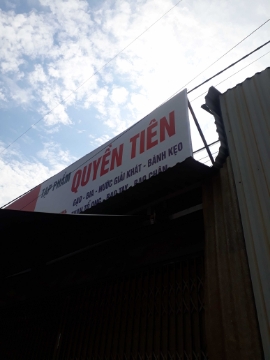 TẠP PHẨM
QUYỀN TIÊN
GẠO - BIA - NƯỚC GIẢI KHÁT - BÁNH KẸO